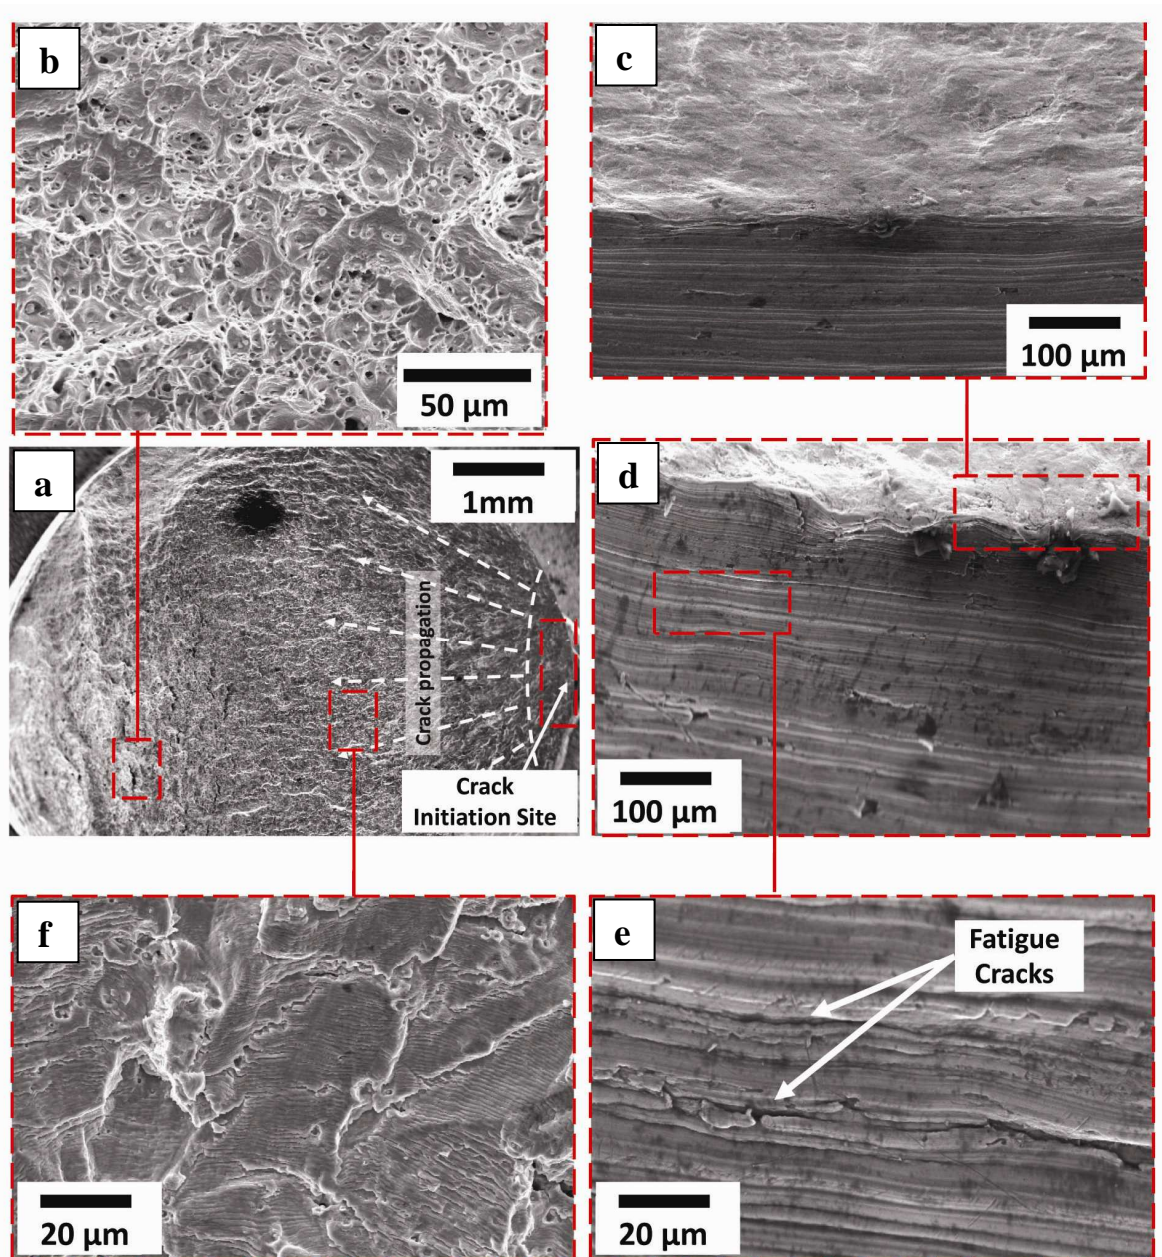 b
c
50 μm
100 μm
a
1mm
d
Crack propagation
Crack
Initiation Site
100 μm
f
e
Fatigue
Cracks
20 μm
20 μm